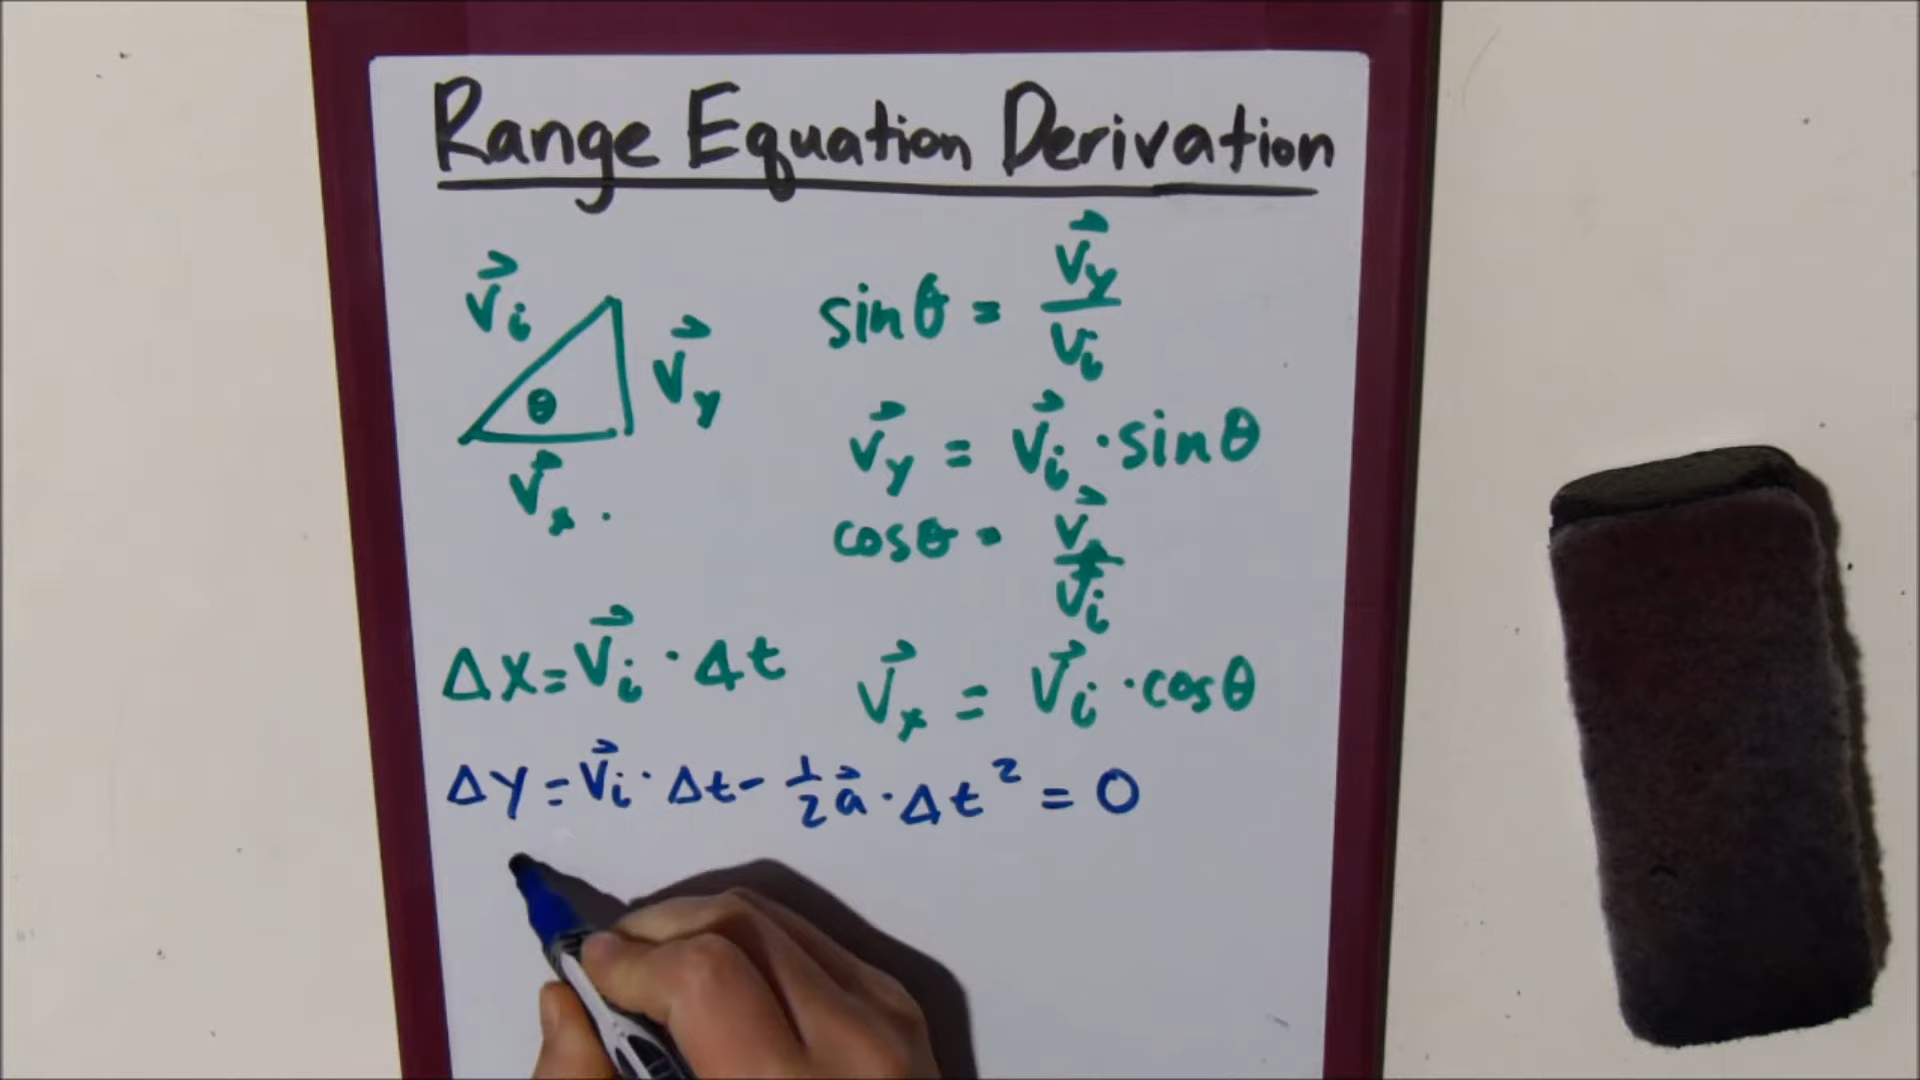 Range Equation Derivation
v⃗i
θ
v⃗y
v⃗x
sinθ = v⃗y / vi
v⃗y = v⃗i · sinθ
cosθ = v⃗x / v⃗i
Δx = v⃗i · Δt
v⃗x = v⃗i · cosθ
Δy = v⃗i · Δt - 1/2 a⃗ · Δt² = 0